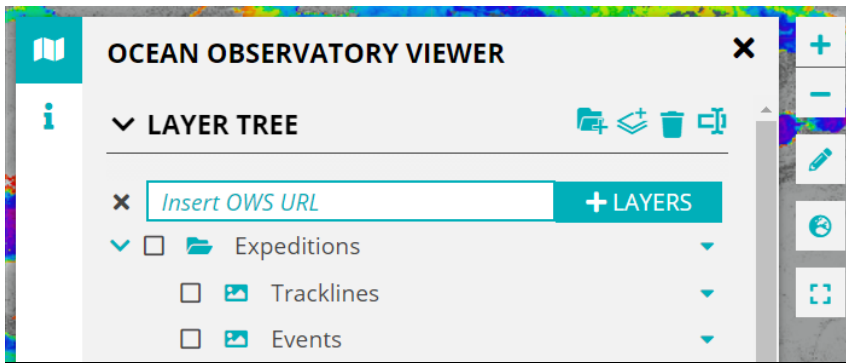 OCEAN OBSERVATORY VIEWER
LAYER TREE
Insert OWS URL
+ LAYERS
Expeditions
Tracklines
Events